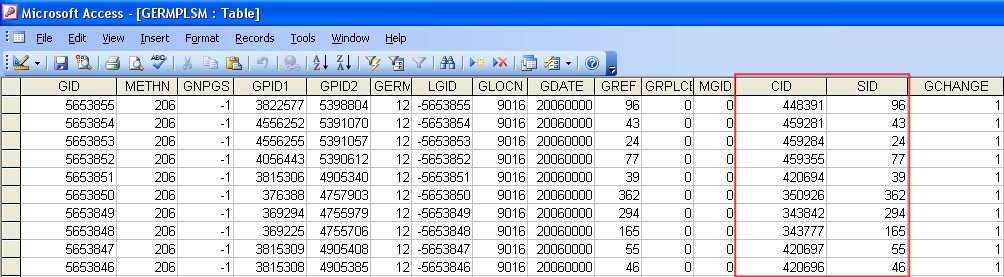 Microsoft Access - [GERMPLSM : Table]
File Edit View Insert Format Records Tools Window Help
GID METHN GNPGS GPID1 GPID2 GERM LGID GLOCN GDATE GREF GRPLCE MGID CID SID GCHANGE
5653855 206 -1 3822577 5398804 12 -5653855 9016 20060000 96 0 0 448391 96 1
5653854 206 -1 4556252 5391070 12 -5653854 9016 20060000 43 0 0 459281 43 1
5653853 206 -1 4556255 5391057 12 -5653853 9016 20060000 24 0 0 459284 24 1
5653852 206 -1 4056443 5390612 12 -5653852 9016 20060000 77 0 0 459355 77 1
5653851 206 -1 3815306 4905340 12 -5653851 9016 20060000 39 0 0 420694 39 1
5653850 206 -1 376388 4757903 12 -5653850 9016 20060000 362 0 0 350926 362 1
5653849 206 -1 369294 4755979 12 -5653849 9016 20060000 294 0 0 343842 294 1
5653848 206 -1 369225 4755706 12 -5653848 9016 20060000 165 0 0 343777 165 1
5653847 206 -1 3815309 4905408 12 -5653847 9016 20060000 55 0 0 420697 55 1
5653846 206 -1 3815308 4905385 12 -5653846 9016 20060000 46 0 0 420696 46 1